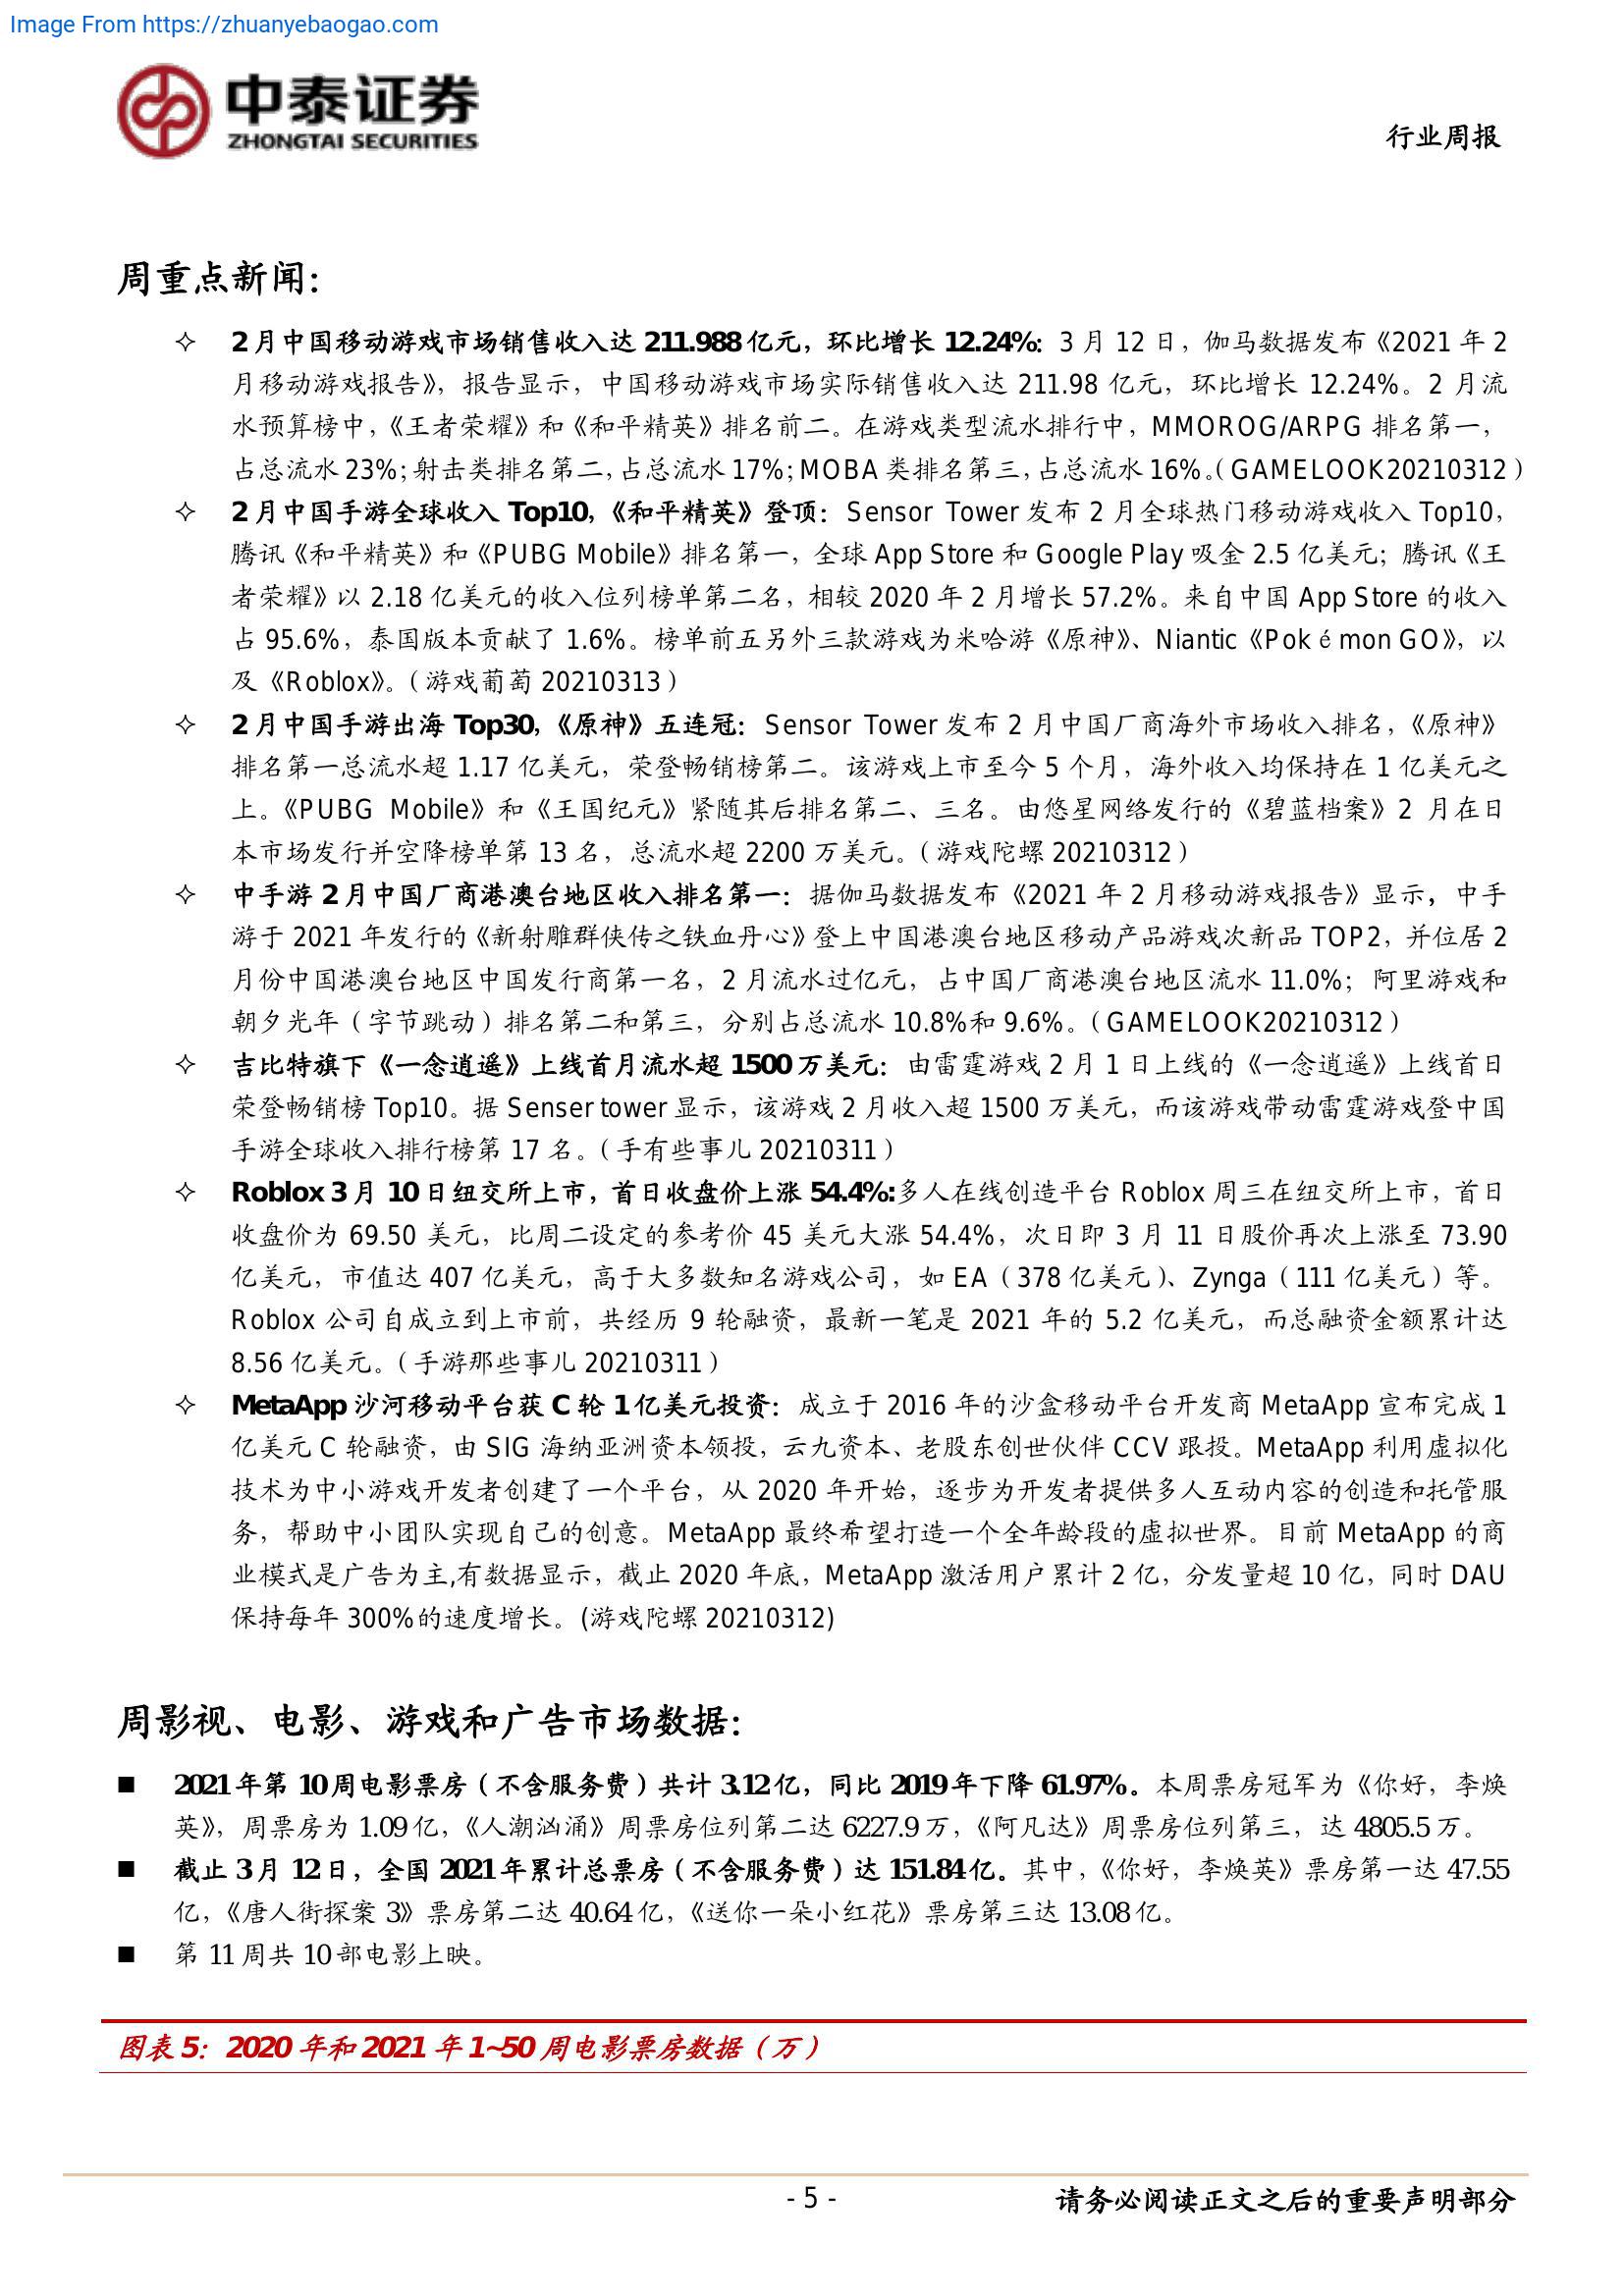 Image From https://zhuanyebaogao.com
中泰证券
ZHONGTAI SECURITIES
行业周报
周重点新闻：
✧ 2 月中国移动游戏市场销售收入达 211.988 亿元，环比增长 12.24%：3 月 12 日，伽马数据发布《2021 年 2
月移动游戏报告》，报告显示，中国移动游戏市场实际销售收入达 211.98 亿元，环比增长 12.24%。2 月流
水预算榜中，《王者荣耀》和《和平精英》排名前二。在游戏类型流水排行中，MMOROG/ARPG 排名第一，
占总流水 23%；射击类排名第二，占总流水 17%；MOBA 类排名第三，占总流水 16%。（GAMELOOK20210312）
✧ 2 月中国手游全球收入 Top10，《和平精英》登顶：Sensor Tower 发布 2 月全球热门移动游戏收入 Top10，
腾讯《和平精英》和《PUBG Mobile》排名第一，全球 App Store 和 Google Play 吸金 2.5 亿美元；腾讯《王
者荣耀》以 2.18 亿美元的收入位列榜单第二名，相较 2020 年 2 月增长 57.2%。来自中国 App Store 的收入
占 95.6%，泰国版本贡献了 1.6%。榜单前五另外三款游戏为米哈游《原神》、Niantic《Pok é mon GO》，以
及《Roblox》。（游戏葡萄 20210313）
✧ 2 月中国手游出海 Top30，《原神》五连冠：Sensor Tower 发布 2 月中国厂商海外市场收入排名，《原神》
排名第一总流水超 1.17 亿美元，荣登畅销榜第二。该游戏上市至今 5 个月，海外收入均保持在 1 亿美元之
上。《PUBG Mobile》和《王国纪元》紧随其后排名第二、三名。由悠星网络发行的《碧蓝档案》2 月在日
本市场发行并空降榜单第 13 名，总流水超 2200 万美元。（游戏陀螺 20210312）
✧ 中手游 2 月中国厂商港澳台地区收入排名第一：据伽马数据发布《2021 年 2 月移动游戏报告》显示，中手
游于 2021 年发行的《新射雕群侠传之铁血丹心》登上中国港澳台地区移动产品游戏次新品 TOP2，并位居 2
月份中国港澳台地区中国发行商第一名，2 月流水过亿元，占中国厂商港澳台地区流水 11.0%；阿里游戏和
朝夕光年（字节跳动）排名第二和第三，分别占总流水 10.8%和 9.6%。（GAMELOOK20210312）
✧ 吉比特旗下《一念逍遥》上线首月流水超 1500 万美元：由雷霆游戏 2 月 1 日上线的《一念逍遥》上线首日
荣登畅销榜 Top10。据 Senser tower 显示，该游戏 2 月收入超 1500 万美元，而该游戏带动雷霆游戏登中国
手游全球收入排行榜第 17 名。（手有些事儿 20210311）
✧ Roblox 3 月 10 日纽交所上市，首日收盘价上涨 54.4%:多人在线创造平台 Roblox 周三在纽交所上市，首日
收盘价为 69.50 美元，比周二设定的参考价 45 美元大涨 54.4%，次日即 3 月 11 日股价再次上涨至 73.90
亿美元，市值达 407 亿美元，高于大多数知名游戏公司，如 EA（378 亿美元）、Zynga（111 亿美元）等。
Roblox 公司自成立到上市前，共经历 9 轮融资，最新一笔是 2021 年的 5.2 亿美元，而总融资金额累计达
8.56 亿美元。（手游那些事儿 20210311）
✧ MetaApp 沙河移动平台获 C 轮 1 亿美元投资：成立于 2016 年的沙盒移动平台开发商 MetaApp 宣布完成 1
亿美元 C 轮融资，由 SIG 海纳亚洲资本领投，云九资本、老股东创世伙伴 CCV 跟投。MetaApp 利用虚拟化
技术为中小游戏开发者创建了一个平台，从 2020 年开始，逐步为开发者提供多人互动内容的创造和托管服
务，帮助中小团队实现自己的创意。MetaApp 最终希望打造一个全年龄段的虚拟世界。目前 MetaApp 的商
业模式是广告为主,有数据显示，截止 2020 年底，MetaApp 激活用户累计 2 亿，分发量超 10 亿，同时 DAU
保持每年 300%的速度增长。(游戏陀螺 20210312)
周影视、电影、游戏和广告市场数据：
■ 2021 年第 10 周电影票房（不含服务费）共计 3.12 亿，同比 2019 年下降 61.97%。本周票房冠军为《你好，李焕
英》，周票房为 1.09 亿，《人潮汹涌》周票房位列第二达 6227.9 万，《阿凡达》周票房位列第三，达 4805.5 万。
■ 截止 3 月 12 日，全国 2021 年累计总票房（不含服务费）达 151.84 亿。其中，《你好，李焕英》票房第一达 47.55
亿，《唐人街探案 3》票房第二达 40.64 亿，《送你一朵小红花》票房第三达 13.08 亿。
■ 第 11 周共 10 部电影上映。
图表 5：2020 年和 2021 年 1~50 周电影票房数据（万）
- 5 -
请务必阅读正文之后的重要声明部分